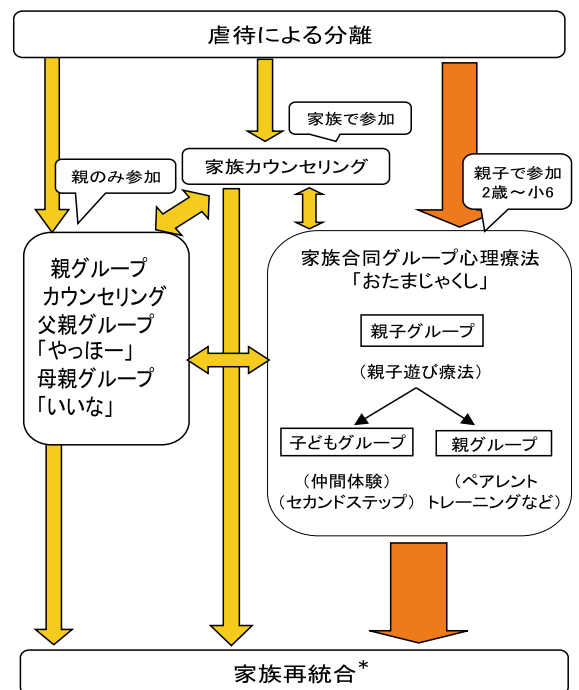 虐待による分離
家族で参加
家族カウンセリング
親のみ参加
親子で参加
2歳～小6
親グループ
カウンセリング
父親グループ
「やっほー」
母親グループ
「いいな」
家族合同グループ心理療法
「おたまじゃくし」
親子グループ
(親子遊び療法)
子どもグループ
親グループ
(仲間体験)
(セカンドステップ)
(ペアレント
トレーニングなど)
家族再統合*